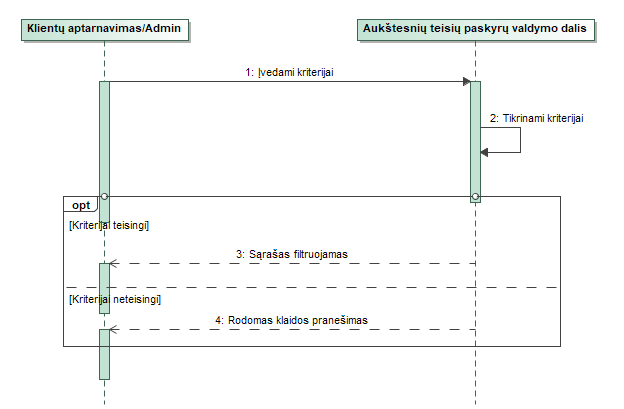 Klientų aptarnavimas/Admin
Aukštesnių teisių paskyrų valdymo dalis
1: Įvedami kriterijai
2: Tikrinami kriterijai
opt
[Kriterijai teisingi]
3: Sąrašas filtruojamas
[Kriterijai neteisingi]
4: Rodomas klaidos pranešimas